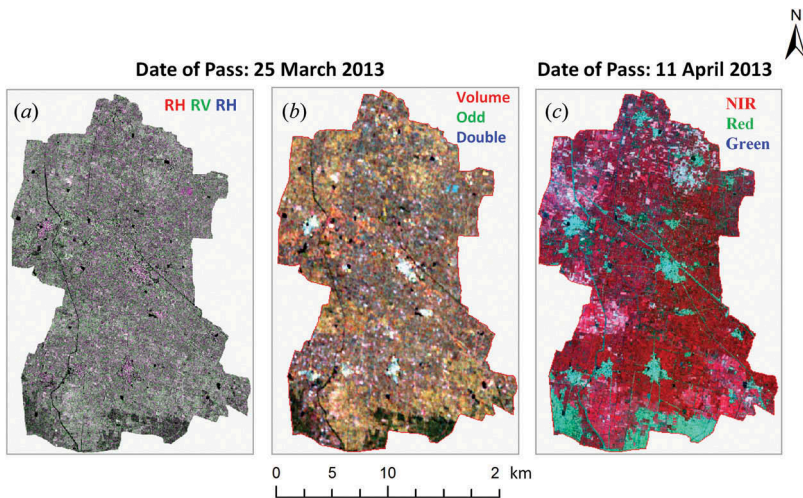 N
Date of Pass: 25 March 2013
Date of Pass: 11 April 2013
(a)
RH RV RH
(b)
Volume
Odd
Double
(c)
NIR
Red
Green
0 5 10 2 km